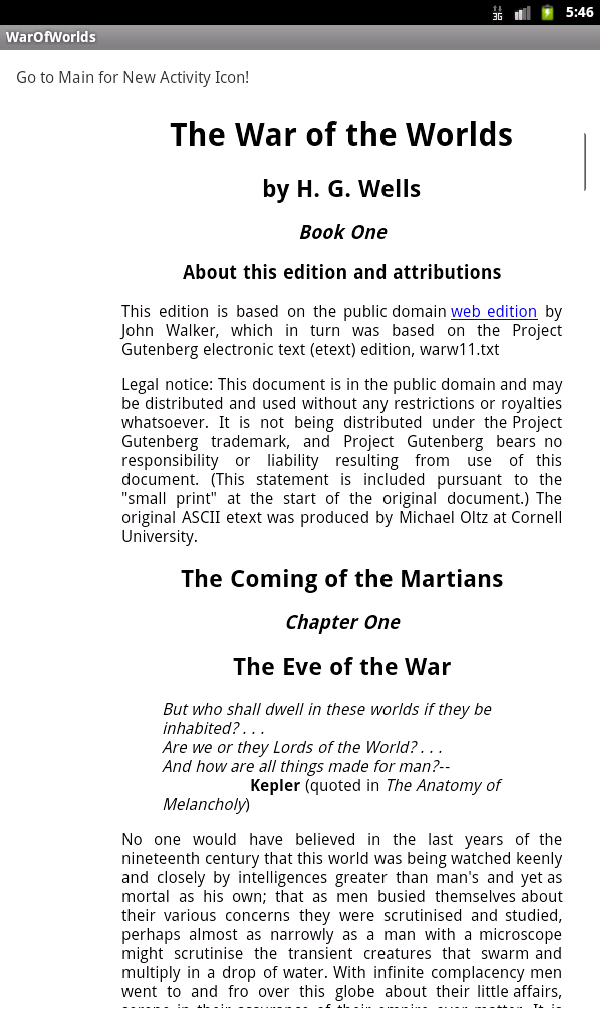 3G 5:46
WarOfWorlds
Go to Main for New Activity Icon!
The War of the Worlds
by H. G. Wells
Book One
About this edition and attributions
This edition is based on the public domain web edition by
John Walker, which in turn was based on the Project
Gutenberg electronic text (etext) edition, warw11.txt
Legal notice: This document is in the public domain and may
be distributed and used without any restrictions or royalties
whatsoever. It is not being distributed under the Project
Gutenberg trademark, and Project Gutenberg bears no
responsibility or liability resulting from use of this
document. (This statement is included pursuant to the
"small print" at the start of the original document.) The
original ASCII etext was produced by Michael Oltz at Cornell
University.
The Coming of the Martians
Chapter One
The Eve of the War
But who shall dwell in these worlds if they be
inhabited? . . .
Are we or they Lords of the World? . . .
And how are all things made for man?--
Kepler (quoted in The Anatomy of
Melancholy)
No one would have believed in the last years of the
nineteenth century that this world was being watched keenly
and closely by intelligences greater than man's and yet as
mortal as his own; that as men busied themselves about
their various concerns they were scrutinised and studied,
perhaps almost as narrowly as a man with a microscope
might scrutinise the transient creatures that swarm and
multiply in a drop of water. With infinite complacency men
went to and fro over this globe about their little affairs,
serene in their assurance of their empire over matter. It is